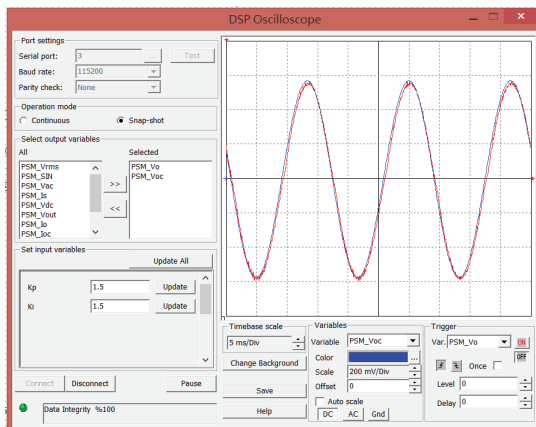 DSP Oscilloscope
Port settings
Serial port: 3 ... Test
Baud rate: 115200
Parity check: None
Operation mode
Continuous Snap-shot
Select output variables
All Selected
PSM_Vrms PSM_Vo
PSM_SIN PSM_Voc
PSM_Vac
PSM_Is
PSM_Vdc
PSM_Vout
PSM_Io
PSM_Ioc
>>
<<
Set input variables
Update All
Kp 1.5 Update
Ki 1.5 Update
Connect Disconnect Pause
Data Integrity %100
Timebase scale
5 ms/Div
Change Background
Save
Help
Variables
Variable PSM_Voc
Color ...
Scale 200 mV/Div
Offset 0
Auto scale
DC AC Gnd
Trigger
Var. PSM_Vo ON
OFF
Once
Level 0
Delay 0